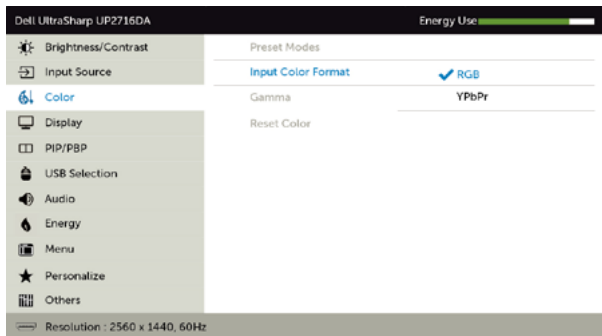 Dell UltraSharp UP2716DA Energy Use
Brightness/Contrast Preset Modes
Input Source Input Color Format RGB
Color Gamma YPbPr
Display Reset Color
PIP/PBP
USB Selection
Audio
Energy
Menu
Personalize
Others
Resolution : 2560 x 1440, 60Hz